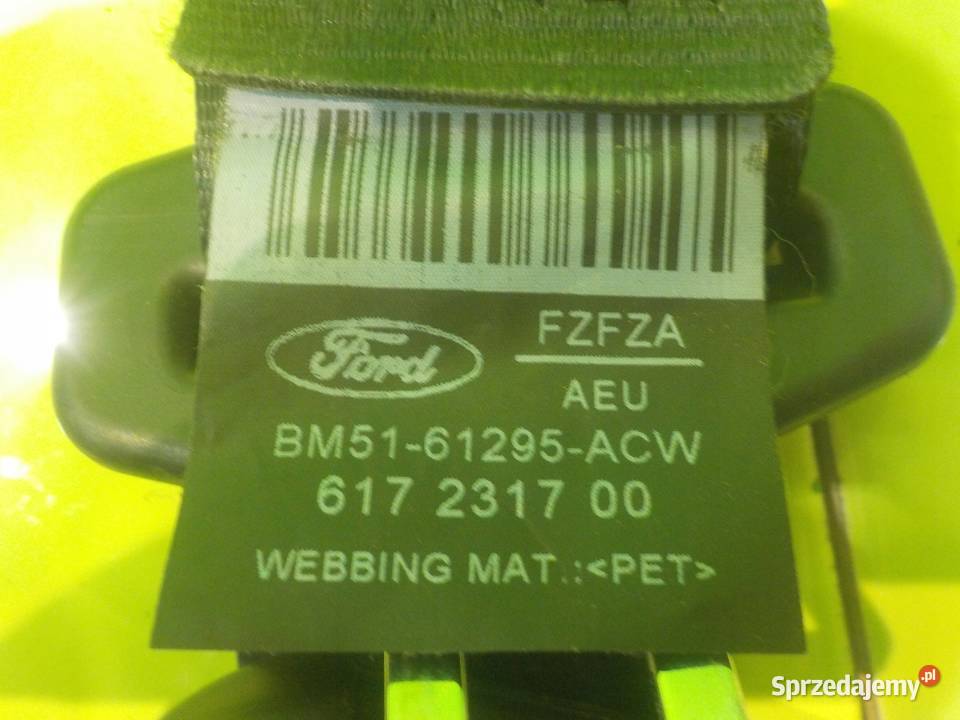 Ford
FZFZA
AEU
BM51-61295-ACW
617 2317 00
WEBBING MAT.:<PET>
Sprzedajemy.pl